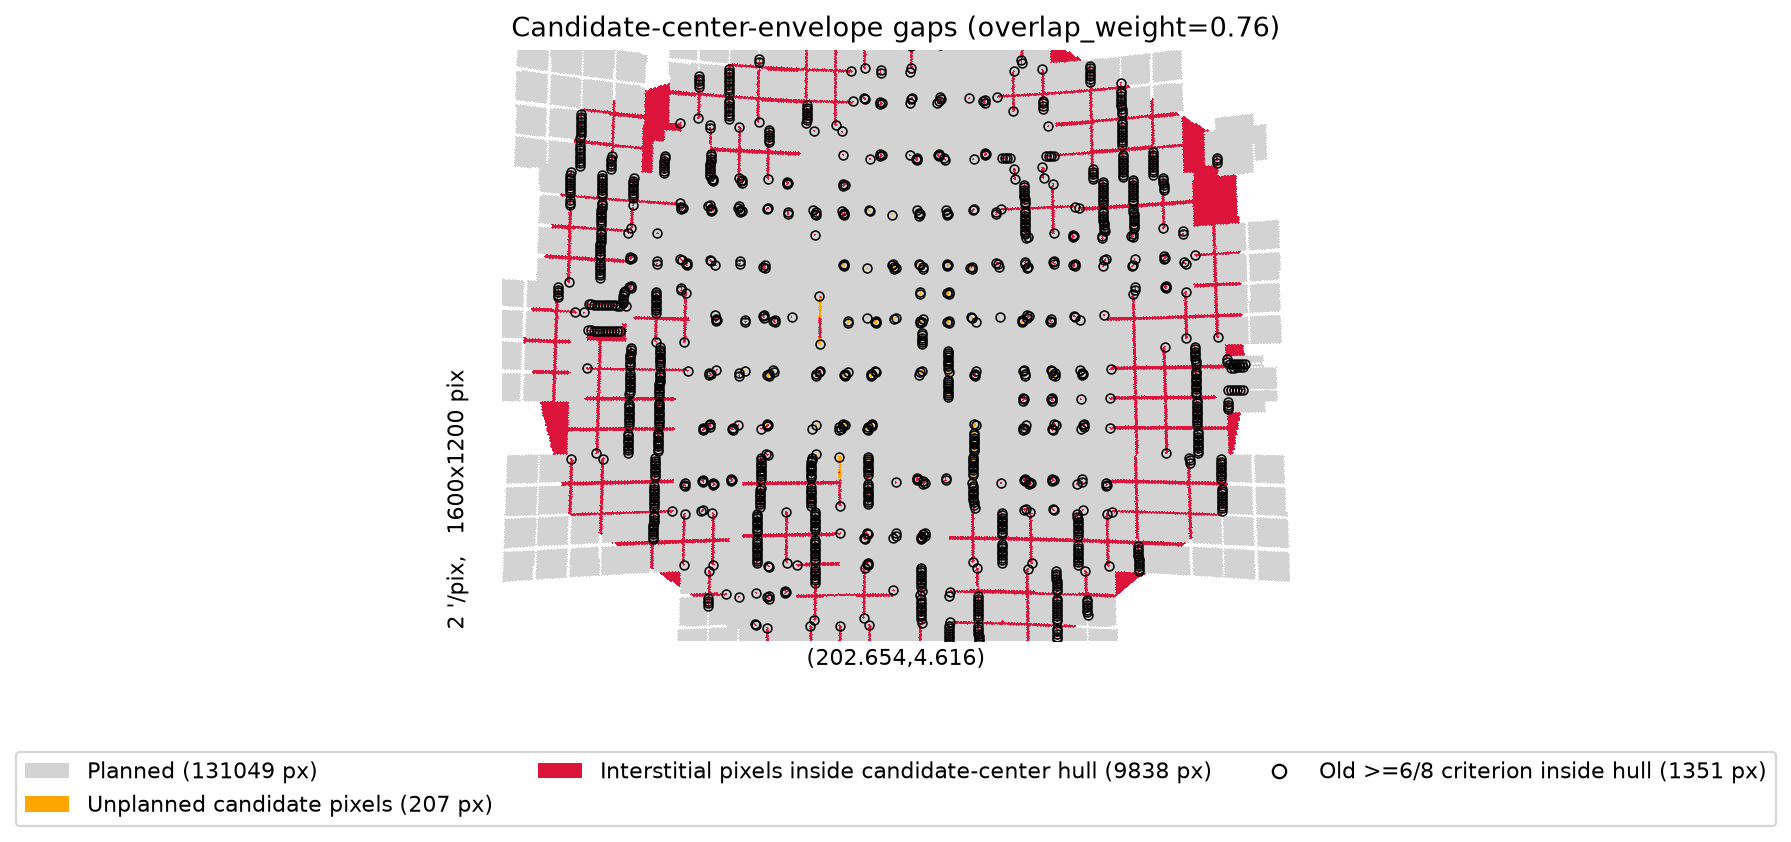 Candidate-center-envelope gaps (overlap_weight=0.76)
2 '/pix,   1600x1200 pix
(202.654,4.616)
Planned (131049 px)
Unplanned candidate pixels (207 px)
Interstitial pixels inside candidate-center hull (9838 px)
Old >=6/8 criterion inside hull (1351 px)